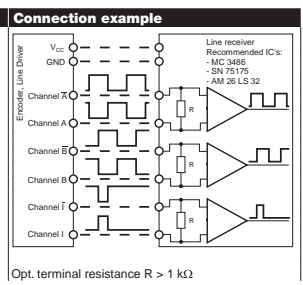 Connection example
Encoder, Line Driver
V_CC
GND
Channel A̅
Channel A
Channel B̅
Channel B
Channel I̅
Channel I
Line receiver
Recommended IC's:
- MC 3486
- SN 75175
- AM 26 LS 32
R
R
R
Opt. terminal resistance R > 1 kΩ